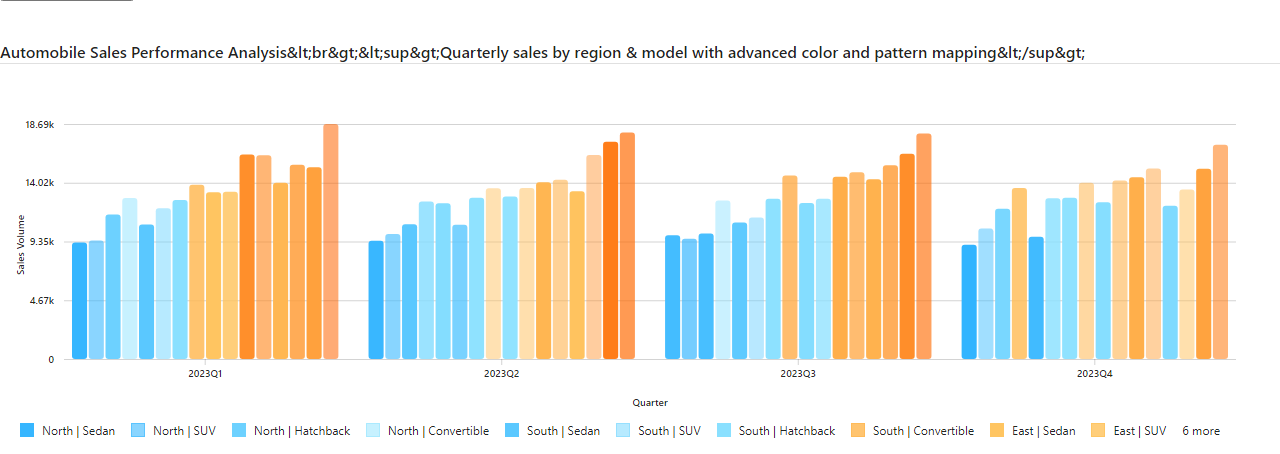 Automobile Sales Performance Analysis&lt;br&gt;&lt;sup&gt;Quarterly sales by region & model with advanced color and pattern mapping&lt;/sup&gt;
18.69k
14.02k
9.35k
4.67k
0
Sales Volume
2023Q1 2023Q2 2023Q3 2023Q4
Quarter
North | Sedan North | SUV North | Hatchback North | Convertible South | Sedan South | SUV South | Hatchback South | Convertible East | Sedan East | SUV 6 more